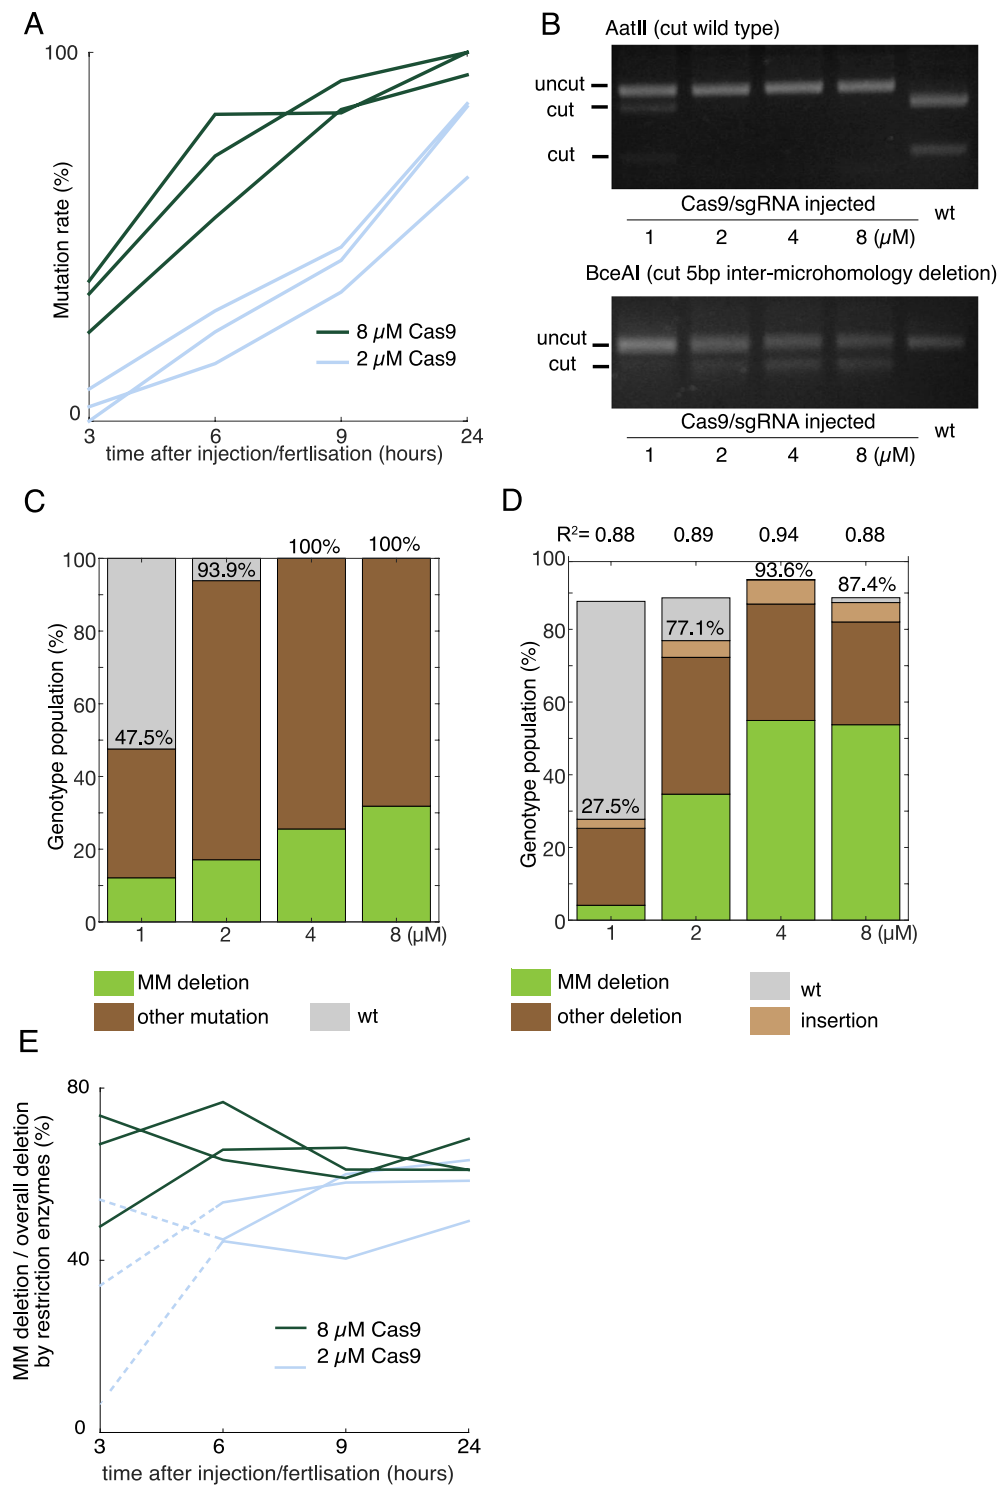 A
100
Mutation rate (%)
0
8 µM Cas9
2 µM Cas9
3
6
9
24
time after injection/fertlisation (hours)
B
AatII (cut wild type)
uncut
cut
cut
Cas9/sgRNA injected
wt
1
2
4
8 (µM)
BceAI (cut 5bp inter-microhomology deletion)
uncut
cut
Cas9/sgRNA injected
wt
1
2
4
8 (µM)
C
100
80
60
40
20
0
Genotype population (%)
47.5%
93.9%
100%
100%
1
2
4
8 (µM)
MM deletion
other mutation
wt
D
R²= 0.88
0.89
0.94
0.88
100
80
60
40
20
0
Genotype population (%)
27.5%
77.1%
93.6%
87.4%
1
2
4
8 (µM)
MM deletion
other deletion
wt
insertion
E
80
40
0
MM deletion / overall deletion
by restriction enzymes (%)
8 µM Cas9
2 µM Cas9
3
6
9
24
time after injection/fertlisation (hours)